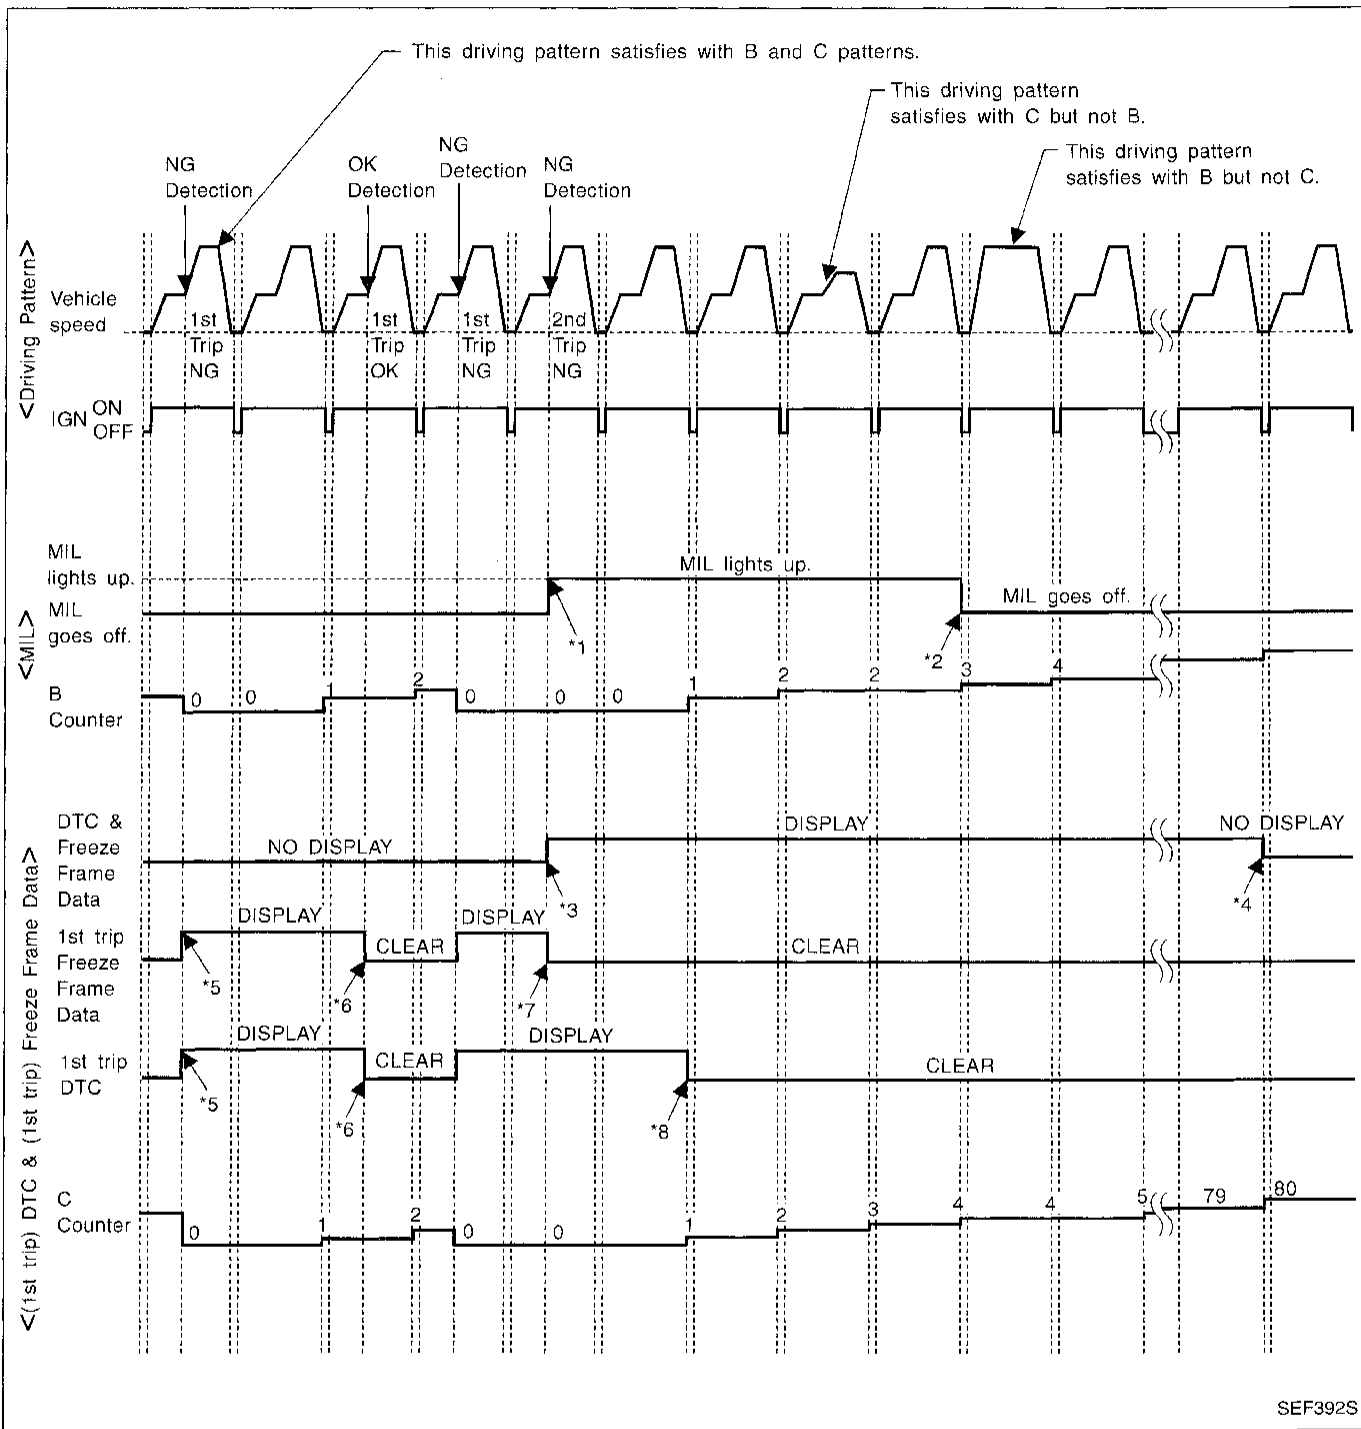 This driving pattern satisfies with B and C patterns.
This driving pattern
satisfies with C but not B.
This driving pattern
satisfies with B but not C.
NG
Detection
OK
Detection
NG
Detection
NG
Detection
<Driving Pattern>
Vehicle
speed
1st
Trip
NG
1st
Trip
OK
1st
Trip
NG
2nd
Trip
NG
IGN ON
OFF
<MIL>
MIL
lights up.
MIL
goes off.
MIL lights up.
MIL goes off.
*1
*2
B
Counter
0 0 1 2 0 0 0 1 2 2 3 4
<(1st trip) DTC & (1st trip) Freeze Frame Data>
DTC &
Freeze
Frame
Data
NO DISPLAY
DISPLAY
NO DISPLAY
*3
*4
1st trip
Freeze
Frame
Data
DISPLAY
CLEAR
DISPLAY
CLEAR
*5
*6
*7
1st trip
DTC
DISPLAY
CLEAR
DISPLAY
CLEAR
*5
*6
*8
C
Counter
0 1 2 0 0 1 2 3 4 4 5 79 80
SEF392S